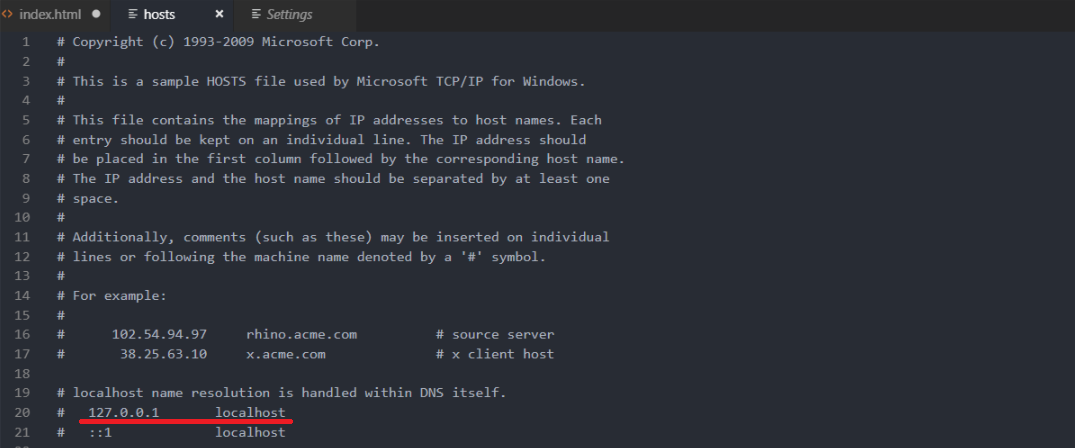 index.html hosts Settings
1 # Copyright (c) 1993-2009 Microsoft Corp.
2 #
3 # This is a sample HOSTS file used by Microsoft TCP/IP for Windows.
4 #
5 # This file contains the mappings of IP addresses to host names. Each
6 # entry should be kept on an individual line. The IP address should
7 # be placed in the first column followed by the corresponding host name.
8 # The IP address and the host name should be separated by at least one
9 # space.
10 #
11 # Additionally, comments (such as these) may be inserted on individual
12 # lines or following the machine name denoted by a '#' symbol.
13 #
14 # For example:
15 #
16 #      102.54.94.97     rhino.acme.com          # source server
17 #       38.25.63.10     x.acme.com              # x client host
18
19 # localhost name resolution is handled within DNS itself.
20 #   127.0.0.1       localhost
21 #   ::1             localhost